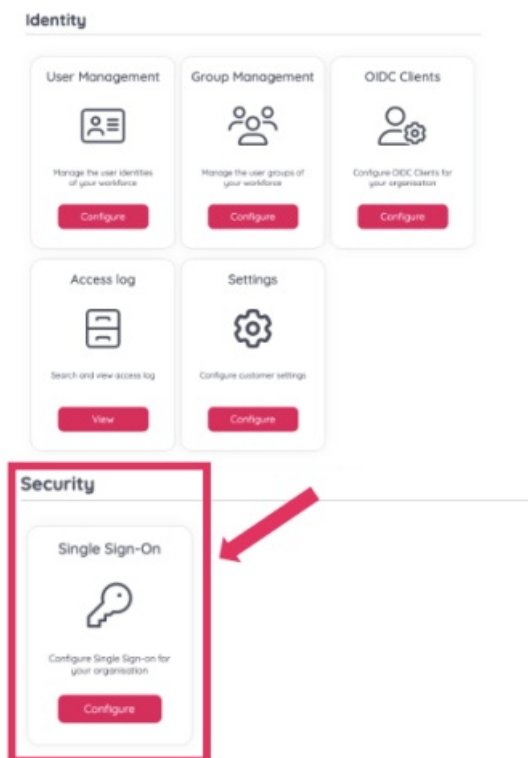 Identity
User Management
Group Management
OIDC Clients
Manage the user identities
of your workforce
Manage the user groups of
your workforce
Configure OIDC Clients for
your organisation
Configure
Configure
Configure
Access log
Settings
Search and view access log
Configure customer settings
View
Configure
Security
Single Sign-On
Configure Single Sign-on for
your organisation
Configure